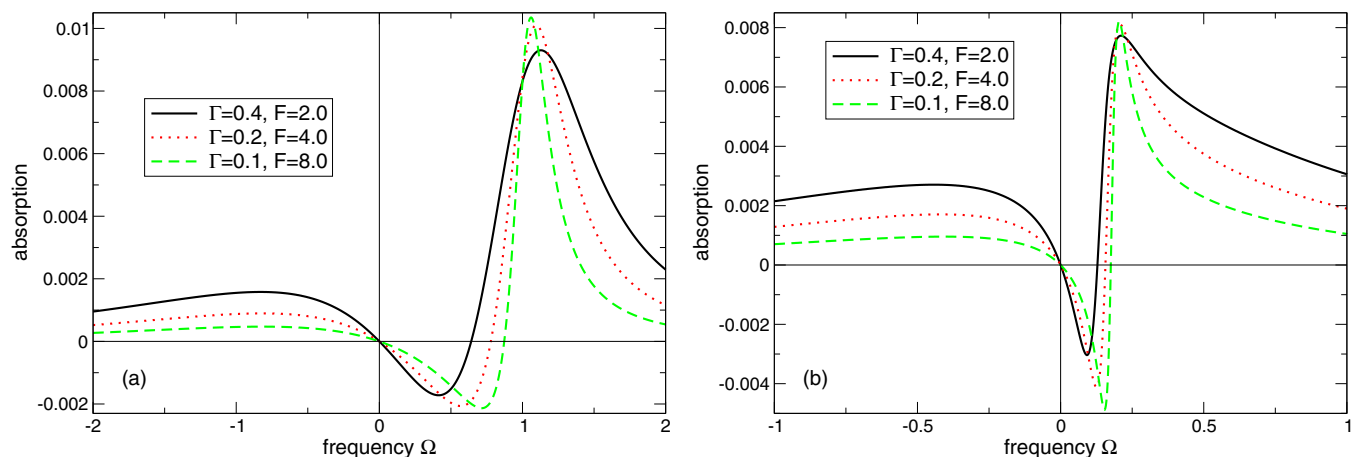 0.01
0.008
0.006
0.004
0.002
0
-0.002
absorption
Γ=0.4, F=2.0
Γ=0.2, F=4.0
Γ=0.1, F=8.0
(a)
-2
-1
0
1
2
frequency Ω
0.008
0.006
0.004
0.002
0
-0.002
-0.004
absorption
Γ=0.4, F=2.0
Γ=0.2, F=4.0
Γ=0.1, F=8.0
(b)
-1
-0.5
0
0.5
1
frequency Ω